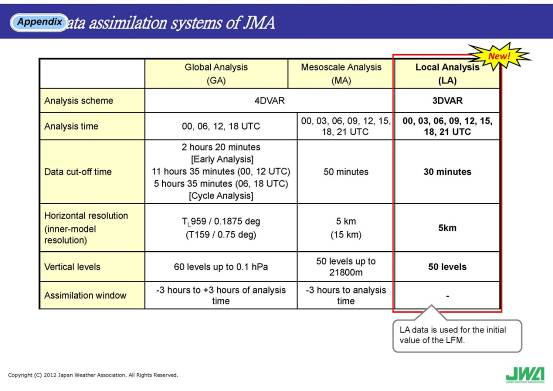 Appendix
ata assimilation systems of JMA
New!
Global Analysis
(GA)
Mesoscale Analysis
(MA)
Local Analysis
(LA)
Analysis scheme
4DVAR
3DVAR
Analysis time
00, 06, 12, 18 UTC
00, 03, 06, 09, 12, 15,
18, 21 UTC
00, 03, 06, 09, 12, 15,
18, 21 UTC
Data cut-off time
2 hours 20 minutes
[Early Analysis]
11 hours 35 minutes (00, 12 UTC)
5 hours 35 minutes (06, 18 UTC)
[Cycle Analysis]
50 minutes
30 minutes
Horizontal resolution
(inner-model
resolution)
TL959 / 0.1875 deg
(T159 / 0.75 deg)
5 km
(15 km)
5km
Vertical levels
60 levels up to 0.1 hPa
50 levels up to
21800m
50 levels
Assimilation window
-3 hours to +3 hours of analysis
time
-3 hours to analysis
time
-
LA data is used for the initial
value of the LFM.
Copyright (C) 2012 Japan Weather Association. All Rights Reserved.
JWA